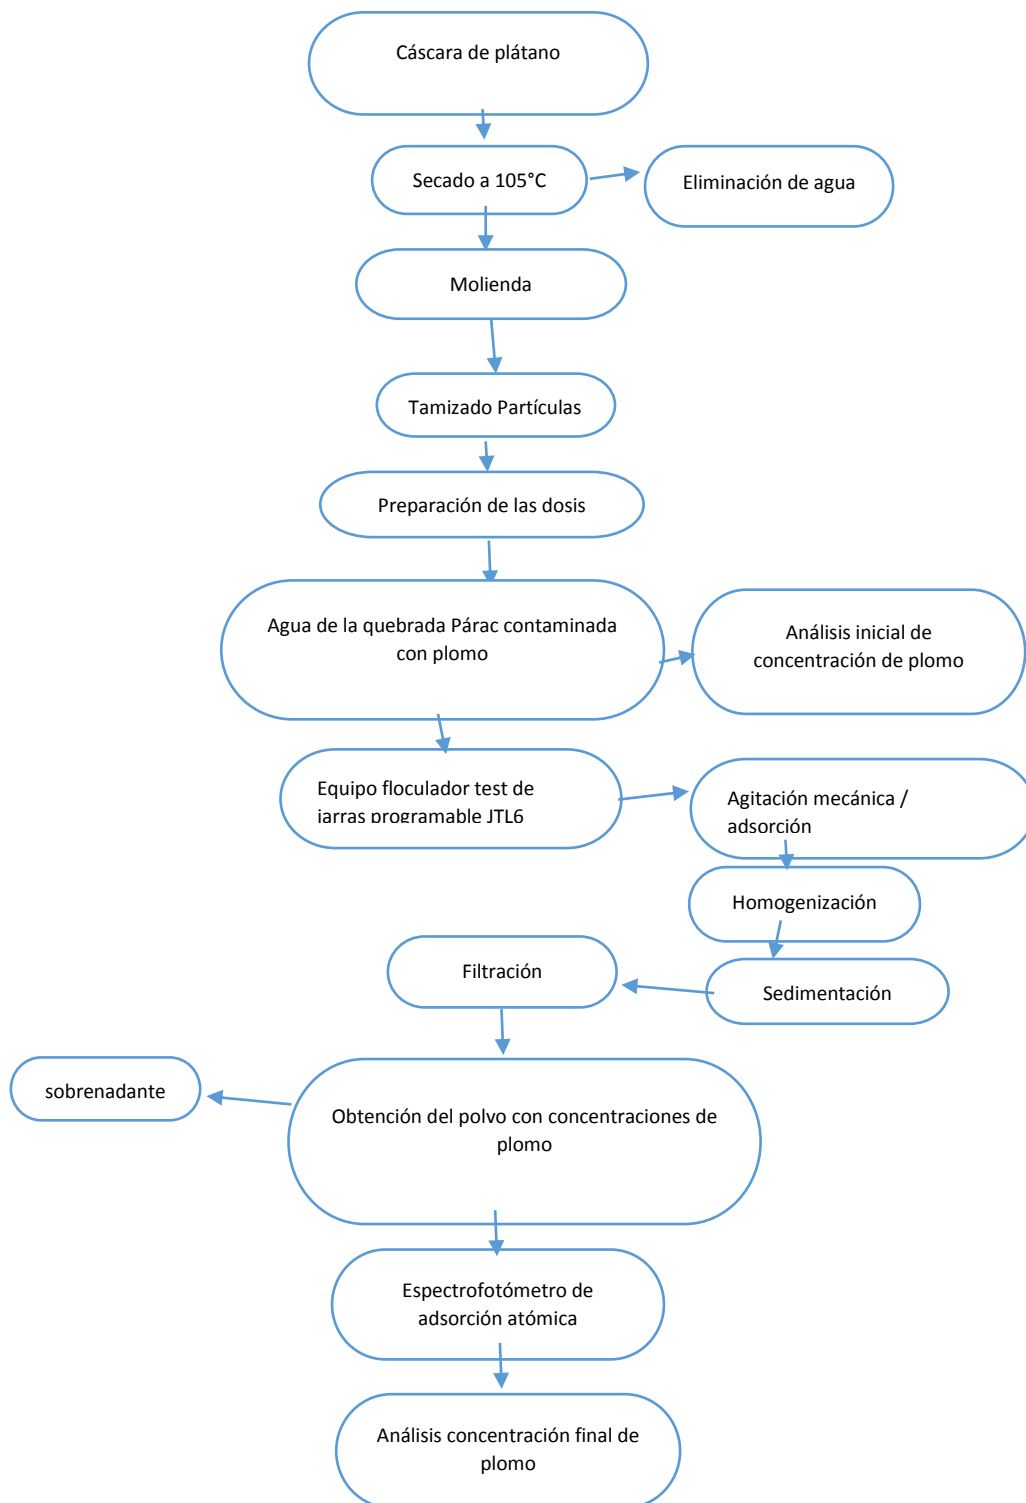 Cáscara de plátano
Secado a 105°C
Eliminación de agua
Molienda
Tamizado Partículas
Preparación de las dosis
Agua de la quebrada Párac contaminada
con plomo
Análisis inicial de
concentración de plomo
Equipo floculador test de
jarras programable JTL6
Agitación mecánica /
adsorción
Homogenización
Sedimentación
Filtración
Obtención del polvo con concentraciones de
plomo
sobrenadante
Espectrofotómetro de
adsorción atómica
Análisis concentración final de
plomo